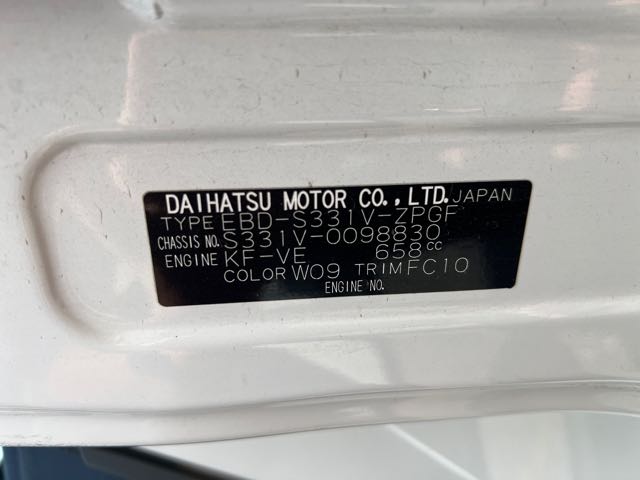 DAIHATSU MOTOR CO., LTD. JAPAN
TYPE EBD-S331V-ZPGF
CHASSIS NO. S331V-0098830
ENGINE KF-VE 658cc
COLOR W09 TRIM FC10
ENGINE NO.